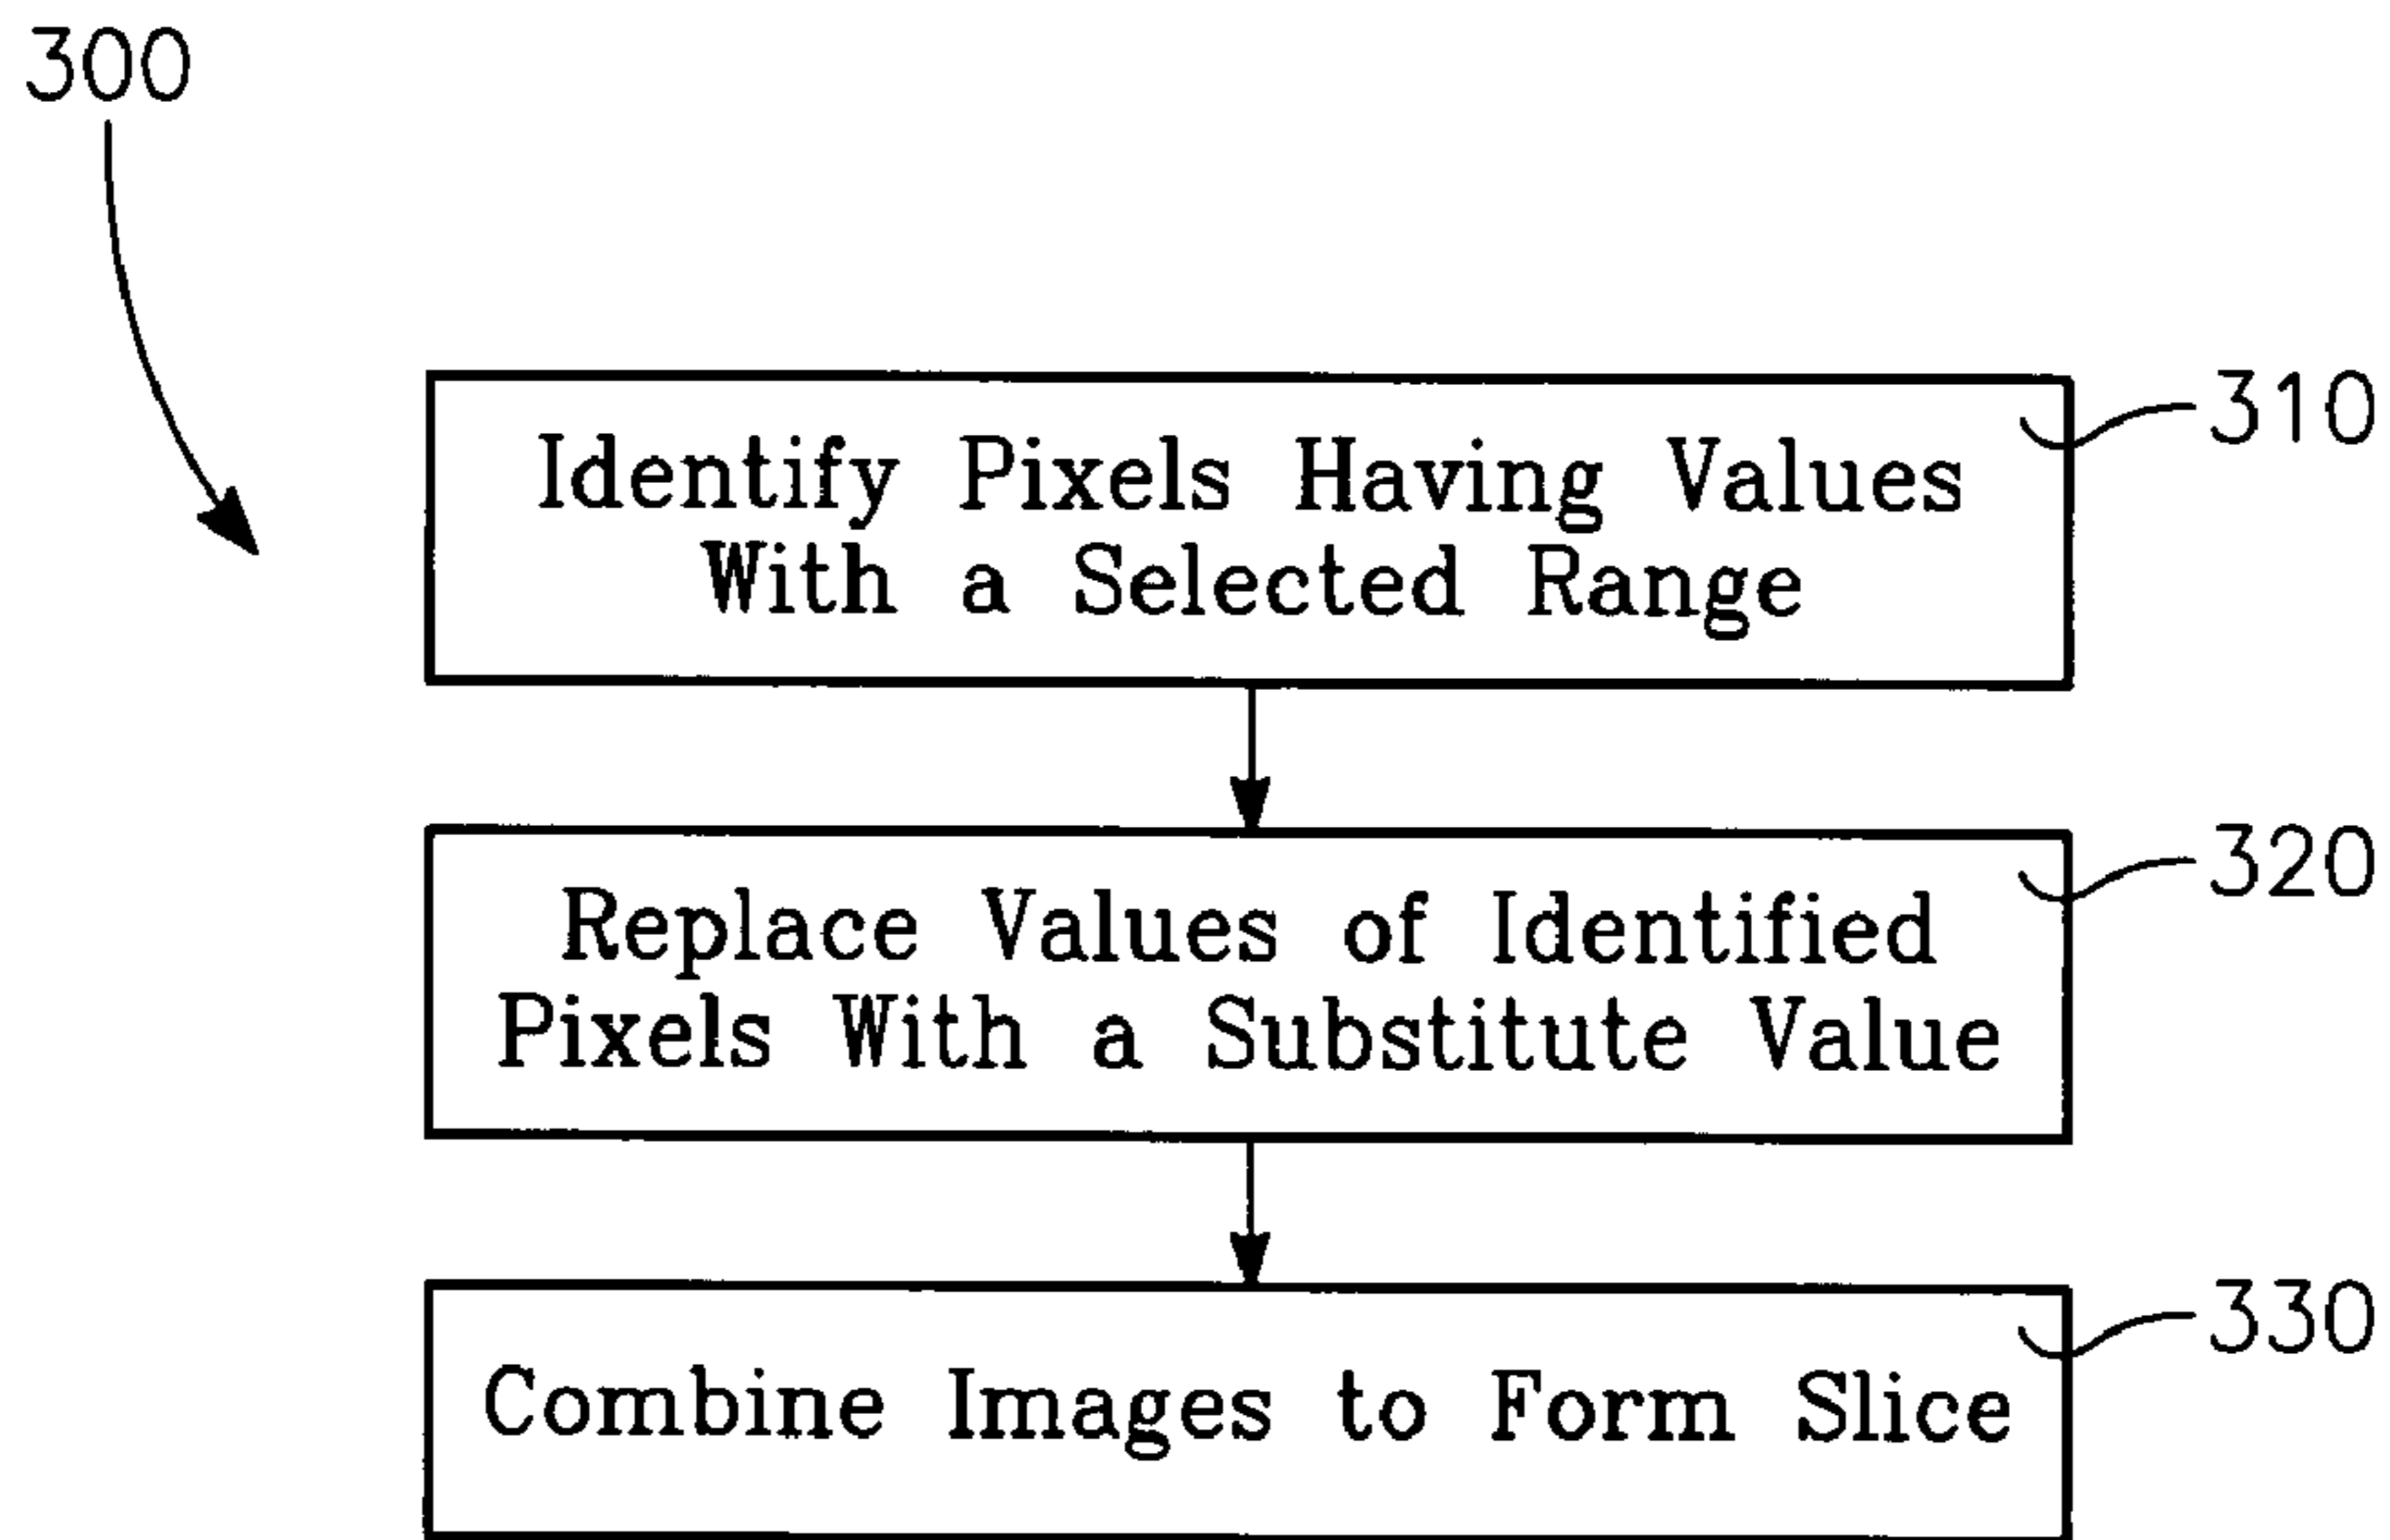 300
310
Identify Pixels Having Values
With a Selected Range
320
Replace Values of Identified
Pixels With a Substitute Value
330
Combine Images to Form Slice